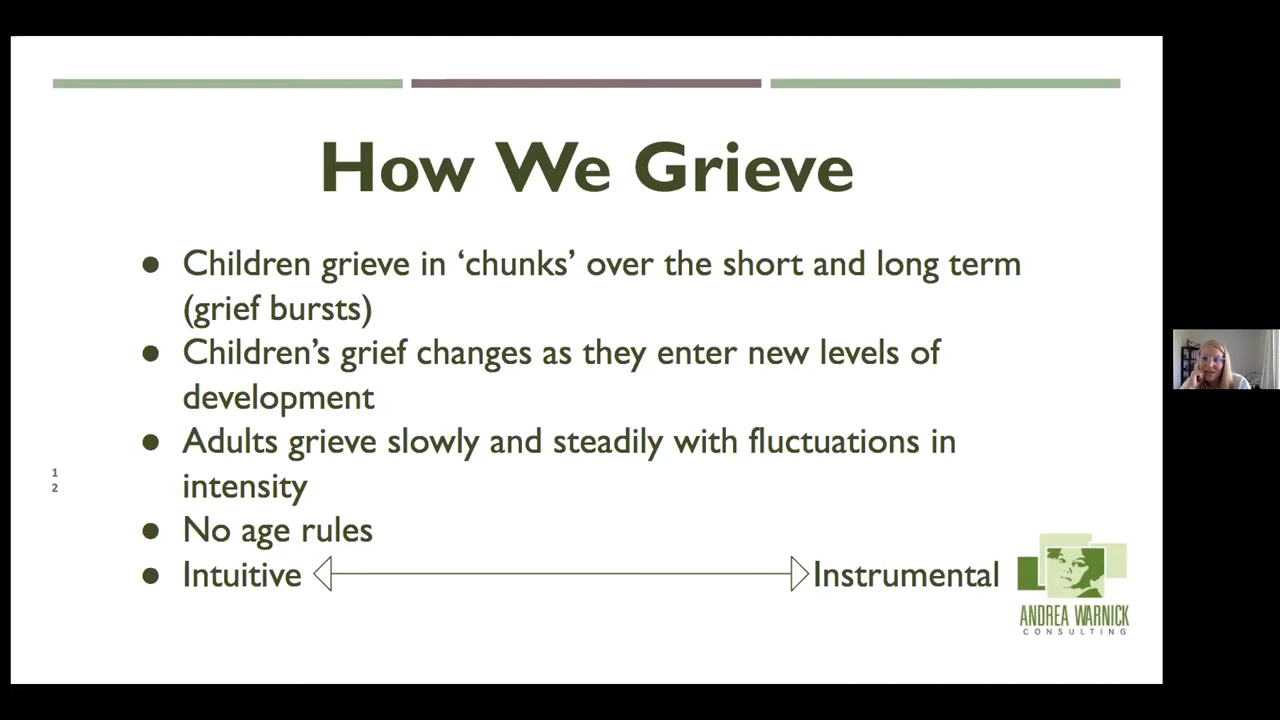 How We Grieve
● Children grieve in ‘chunks’ over the short and long term
(grief bursts)
● Children’s grief changes as they enter new levels of
development
● Adults grieve slowly and steadily with fluctuations in
intensity
● No age rules
● Intuitive Instrumental
1
2
ANDREA WARNICK
CONSULTING